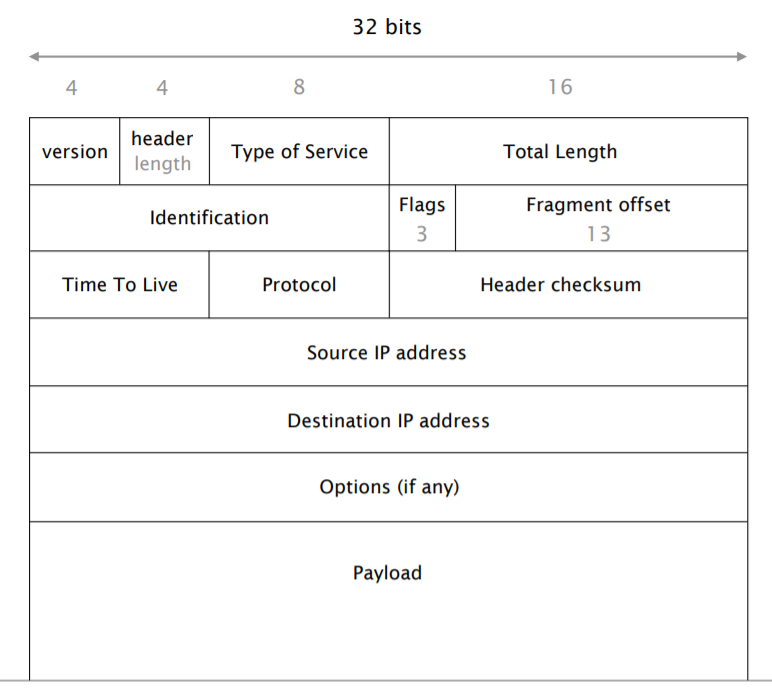 32 bits
4 4 8 16
version header length Type of Service Total Length
Identification Flags 3 Fragment offset 13
Time To Live Protocol Header checksum
Source IP address
Destination IP address
Options (if any)
Payload